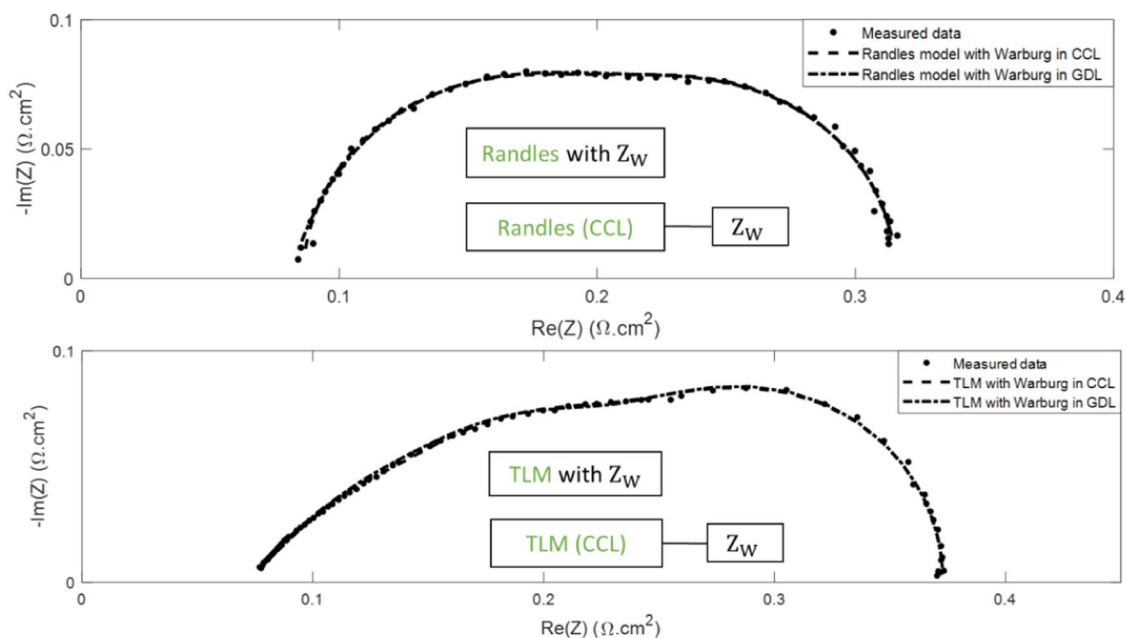 0.1
Measured data
Randles model with Warburg in CCL
Randles model with Warburg in GDL
-Im(Z) (Ω.cm²)
0.05
Randles with Z_W
Randles (CCL)
Z_W
0
0
0.1
0.2
0.3
0.4
Re(Z) (Ω.cm²)
0.1
Measured data
TLM with Warburg in CCL
TLM with Warburg in GDL
-Im(Z) (Ω.cm²)
0.05
TLM with Z_W
TLM (CCL)
Z_W
0
0
0.1
0.2
0.3
0.4
Re(Z) (Ω.cm²)